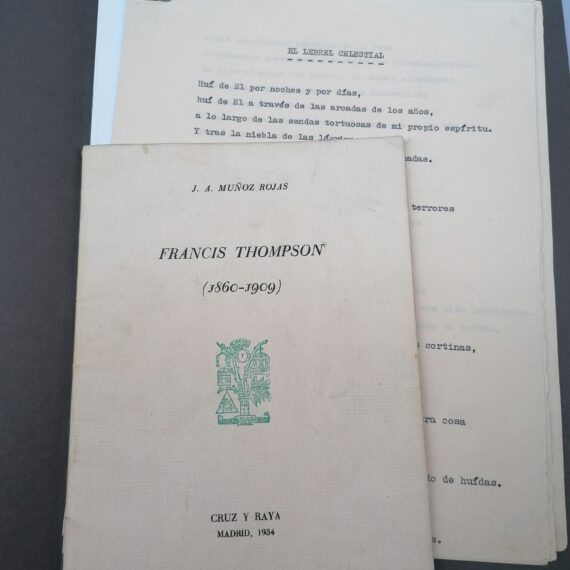 EL LEBREL CELESTIAL
Huí de El por noches y por días,
huí de El a través de las arcadas de los años,
a lo largo de las sendas tortuosas de mi propio espíritu.
Y tras la niebla de las
terrores
cortinas,
cosa
de huídas.
J. A. MUÑOZ ROJAS
FRANCIS THOMPSON
(1860-1909)
CRUZ Y RAYA
MADRID, 1934